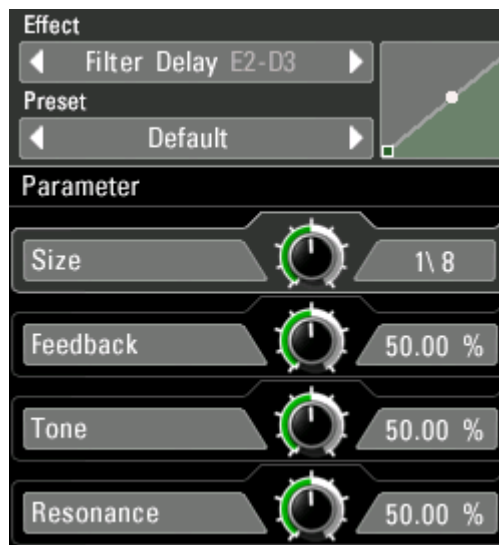 Effect
Filter Delay E2-D3
Preset
Default
Parameter
Size 1\ 8
Feedback 50.00 %
Tone 50.00 %
Resonance 50.00 %